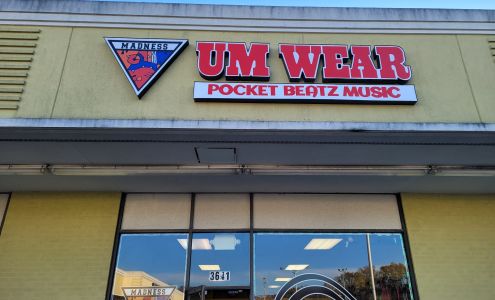 MADNESS
UM WEAR
POCKET BEATZ MUSIC
3641
MADNESS